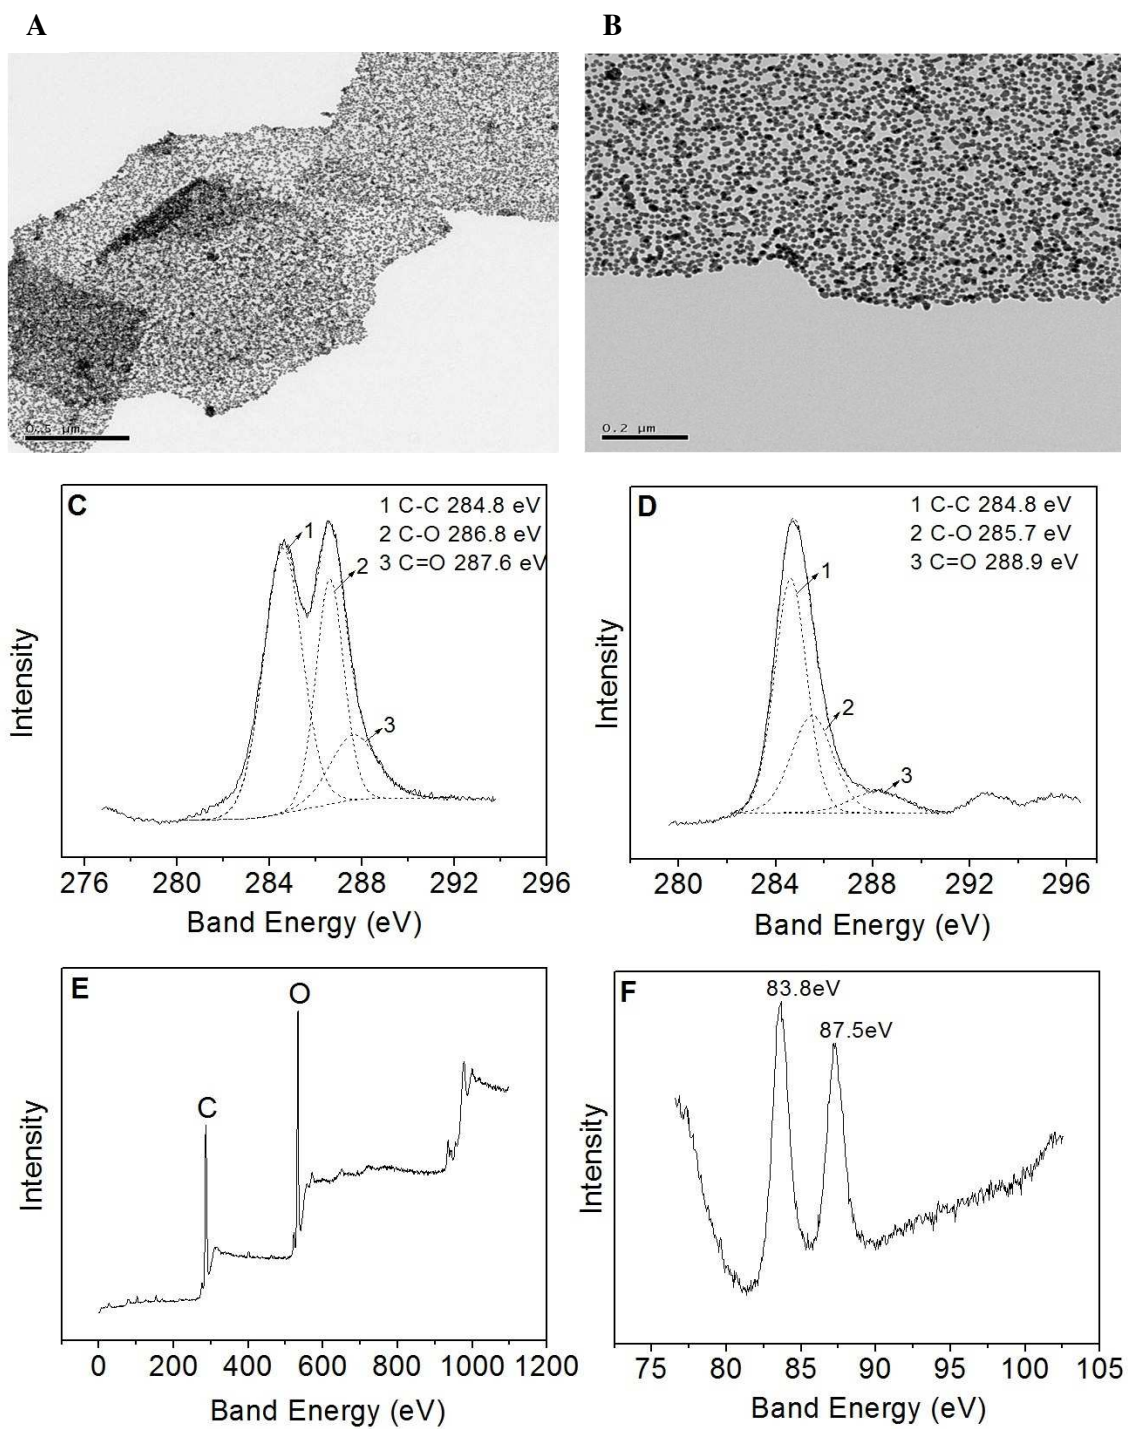 A
B
0.5 μm
0.2 μm
C
1 C-C 284.8 eV
2 C-O 286.8 eV
3 C=O 287.6 eV
1
2
3
Intensity
276 280 284 288 292 296
Band Energy (eV)
D
1 C-C 284.8 eV
2 C-O 285.7 eV
3 C=O 288.9 eV
1
2
3
Intensity
280 284 288 292 296
Band Energy (eV)
E
C
O
Intensity
0 200 400 600 800 1000 1200
Band Energy (eV)
F
83.8eV
87.5eV
Intensity
75 80 85 90 95 100 105
Band Energy (eV)